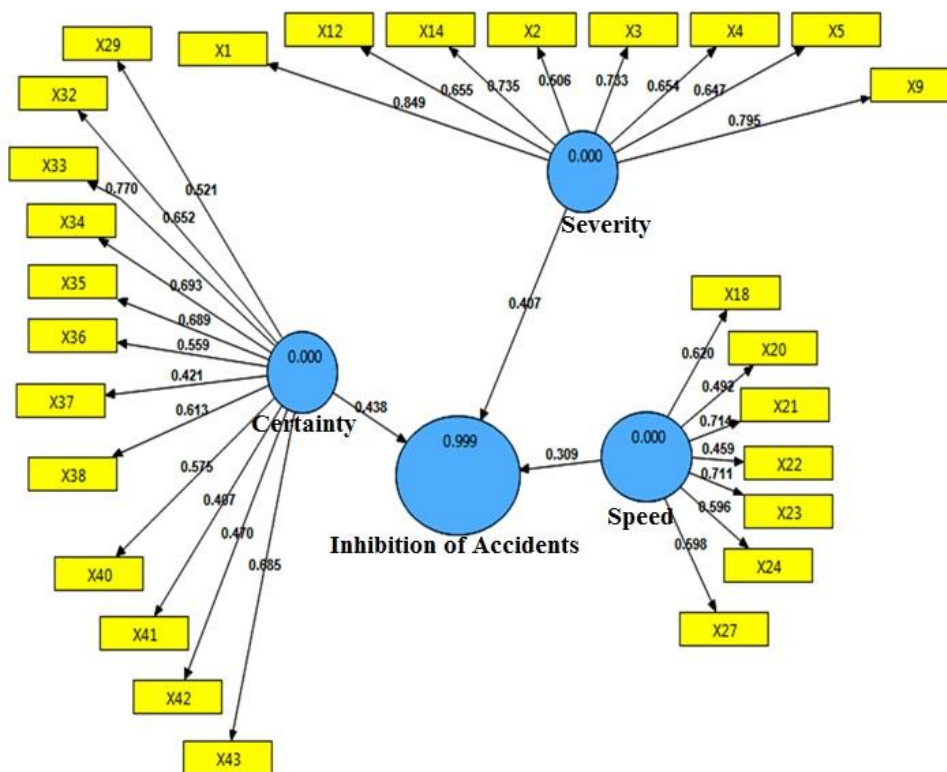 X29
X32
X33
X34
X35
X36
X37
X38
X40
X41
X42
X43
0.521
0.652
0.770
0.693
0.689
0.559
0.421
0.613
0.575
0.407
0.470
0.685
0.000
Certainty
0.438
X1
X12
X14
X2
X3
X4
X5
X9
0.849
0.655
0.735
0.606
0.733
0.654
0.647
0.795
0.000
Severity
0.407
0.999
Inhibition of Accidents
0.309
0.000
Speed
X18
X20
X21
X22
X23
X24
X27
0.620
0.492
0.714
0.459
0.711
0.596
0.598